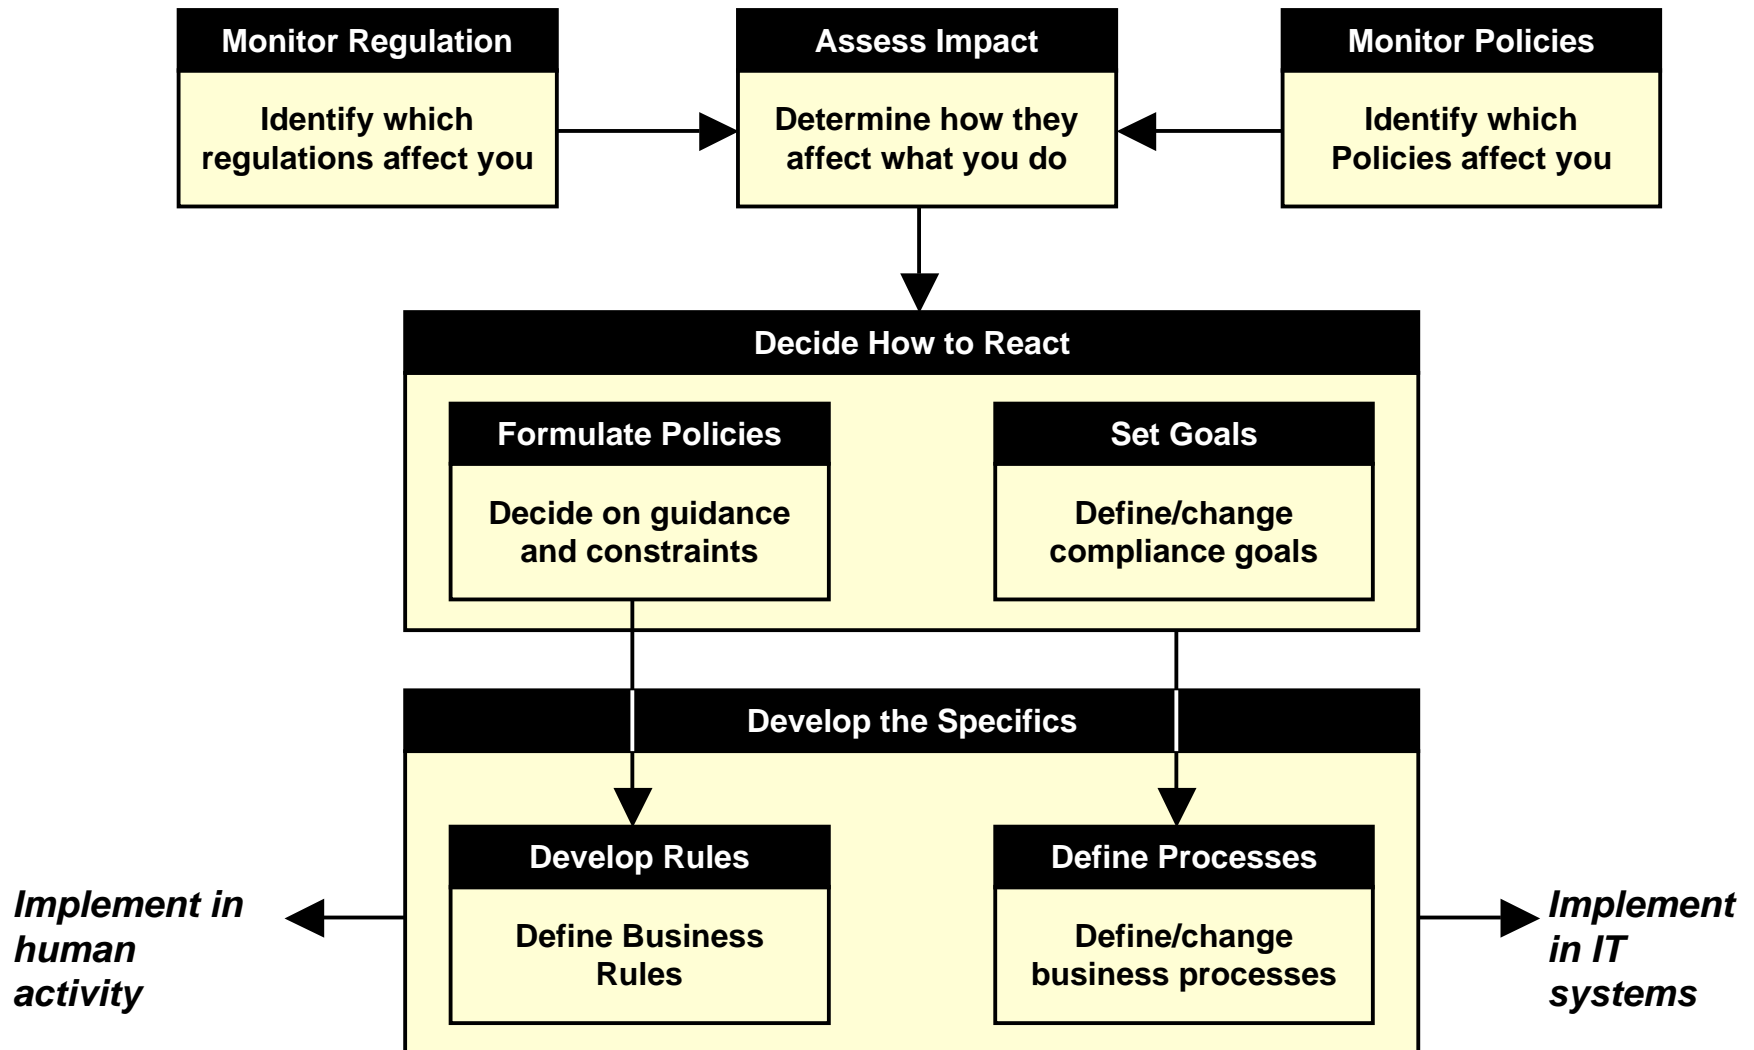 Monitor Regulation
Identify which
regulations affect you
Assess Impact
Determine how they
affect what you do
Monitor Policies
Identify which
Policies affect you
Decide How to React
Formulate Policies
Decide on guidance
and constraints
Set Goals
Define/change
compliance goals
Develop the Specifics
Develop Rules
Define Business
Rules
Define Processes
Define/change
business processes
Implement in
human
activity
Implement
in IT
systems